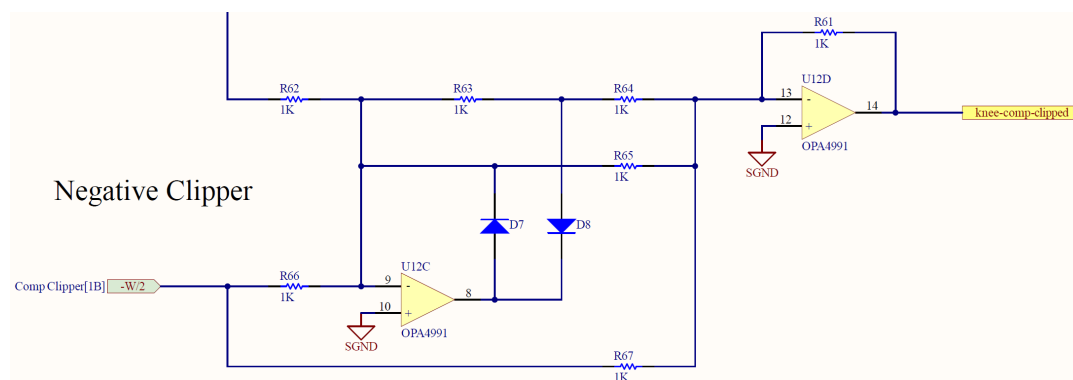 R61
1K
U12D
R62
1K
R63
1K
R64
1K
13
-
14
knee-comp-clipped
12
+
OPA4991
SGND
R65
1K
Negative Clipper
D7
D8
Comp Clipper[1B]
-W/2
R66
1K
U12C
9
-
8
10
+
OPA4991
SGND
R67
1K